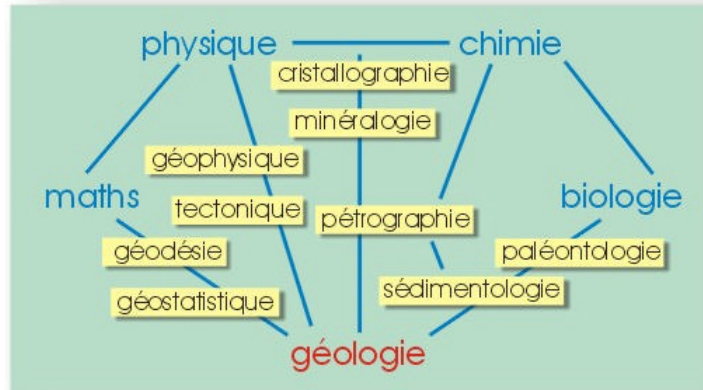 physique
chimie
cristallographie
minéralogie
géophysique
maths
tectonique
pétrographie
biologie
géodésie
paléontologie
géostatistique
sédimentologie
géologie